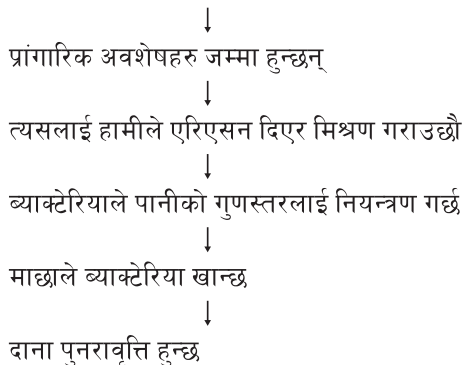 प्रांगारिक अवशेषहरु जम्मा हुन्छन्
त्यसलाई हामीले एरिएसन दिएर मिश्रण गराउछौ
ब्याक्टेरियाले पानीको गुणस्तरलाई नियन्त्रण गर्छ
माछाले ब्याक्टेरिया खान्छ
दाना पुनरावृत्ति हुन्छ